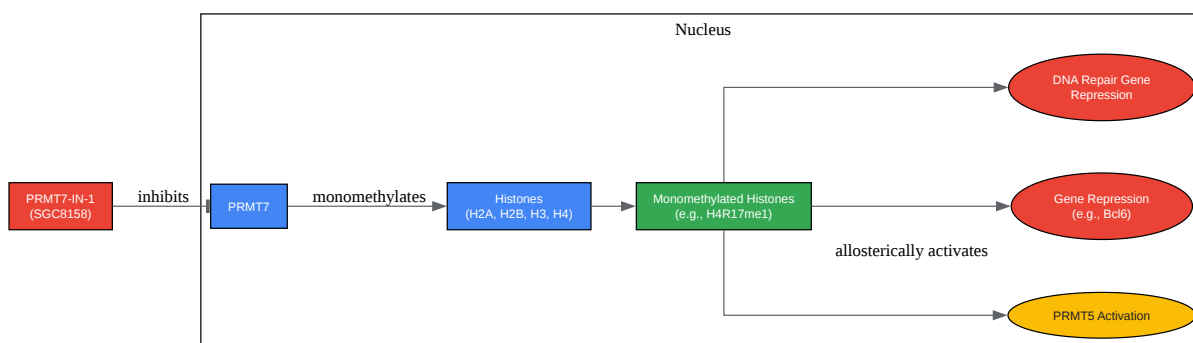 Nucleus
DNA Repair Gene
Repression
PRMT7-IN-1
(SGC8158)
inhibits
PRMT7
monomethylates
Histones
(H2A, H2B, H3, H4)
Monomethylated Histones
(e.g., H4R17me1)
Gene Repression
(e.g., Bcl6)
allosterically activates
PRMT5 Activation